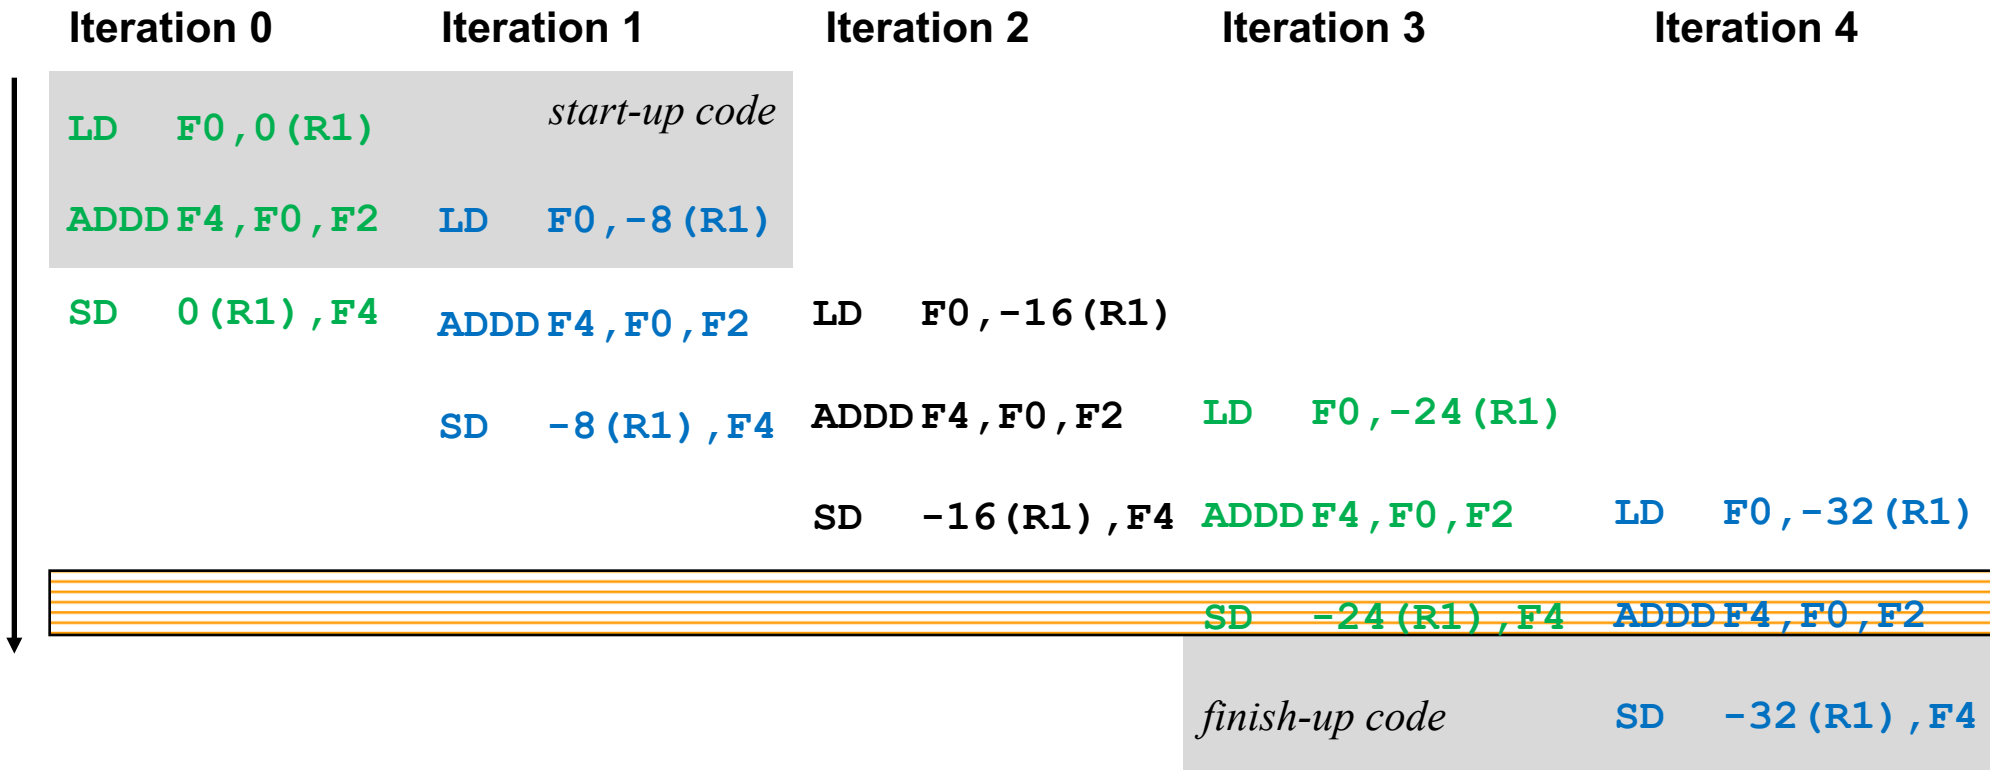 Iteration 0 Iteration 1 Iteration 2 Iteration 3 Iteration 4
start-up code
LD F0,0(R1)
ADDD F4,F0,F2 LD F0,-8(R1)
SD 0(R1),F4 ADDD F4,F0,F2 LD F0,-16(R1)
SD -8(R1),F4 ADDD F4,F0,F2 LD F0,-24(R1)
SD -16(R1),F4 ADDD F4,F0,F2 LD F0,-32(R1)
SD -24(R1),F4 ADDD F4,F0,F2
finish-up code SD -32(R1),F4